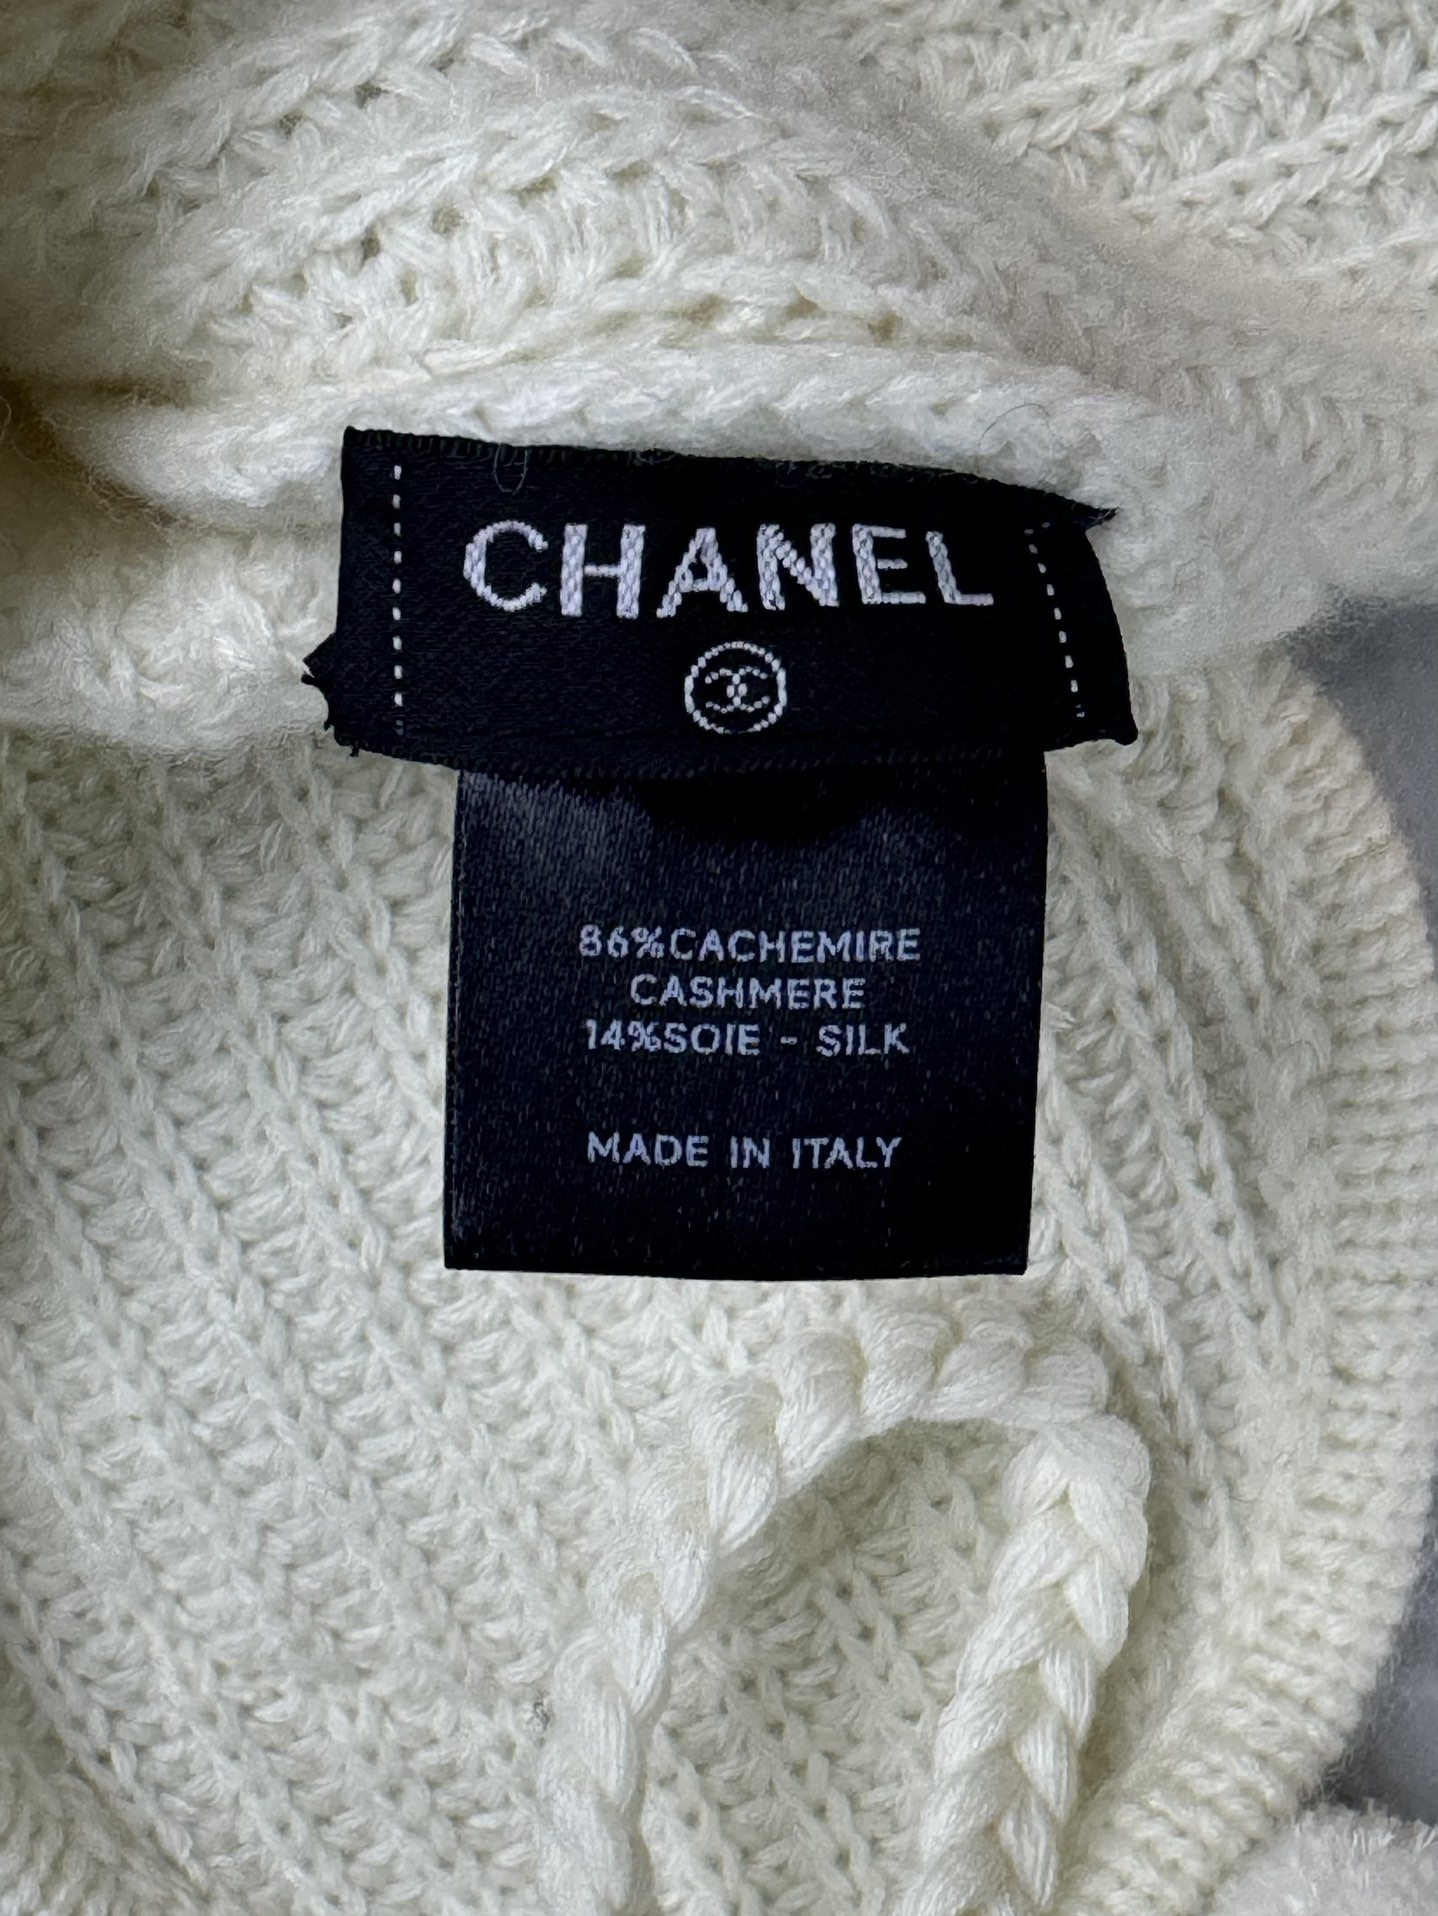 CHANEL
86%CACHEMIRE
CASHMERE
14%SOIE - SILK
MADE IN ITALY